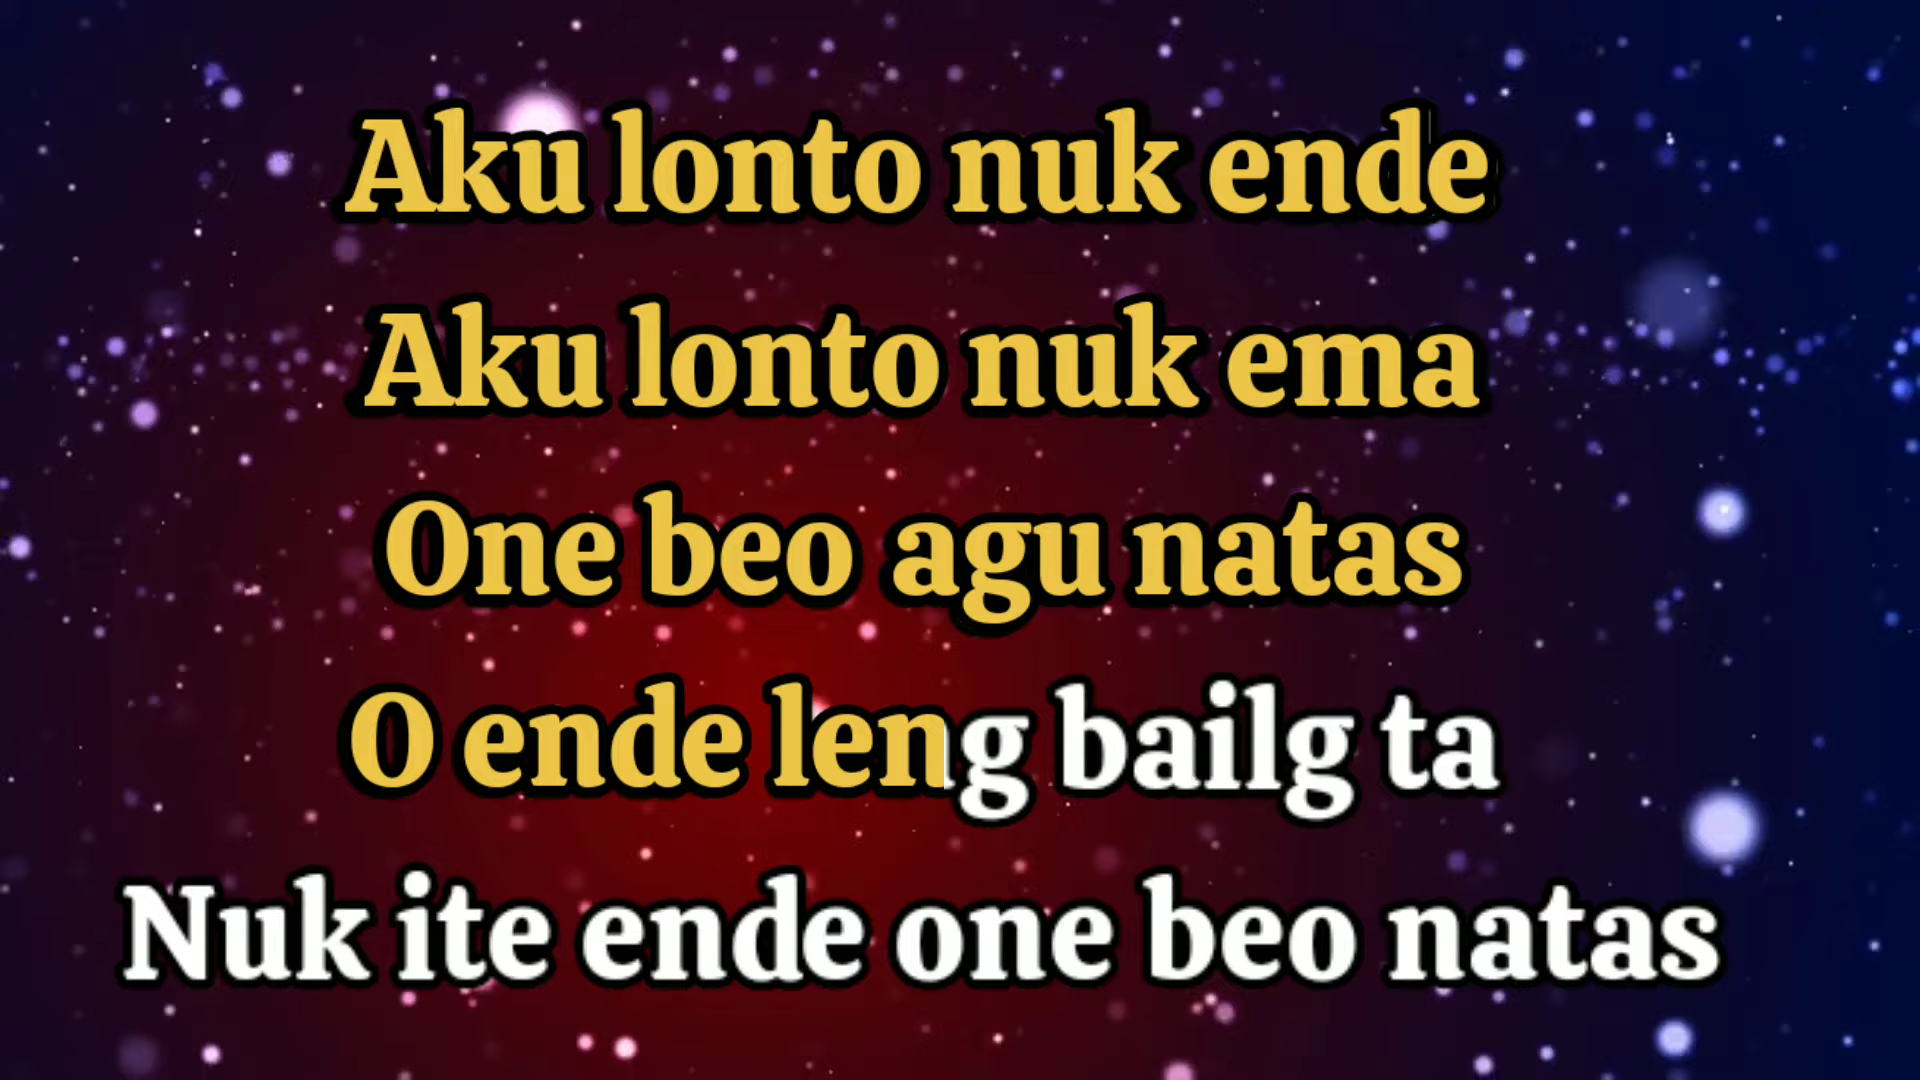 Aku lonto nuk ende
Aku lonto nuk ema
One beo agu natas
O ende leng bailg ta
Nuk ite ende one beo natas